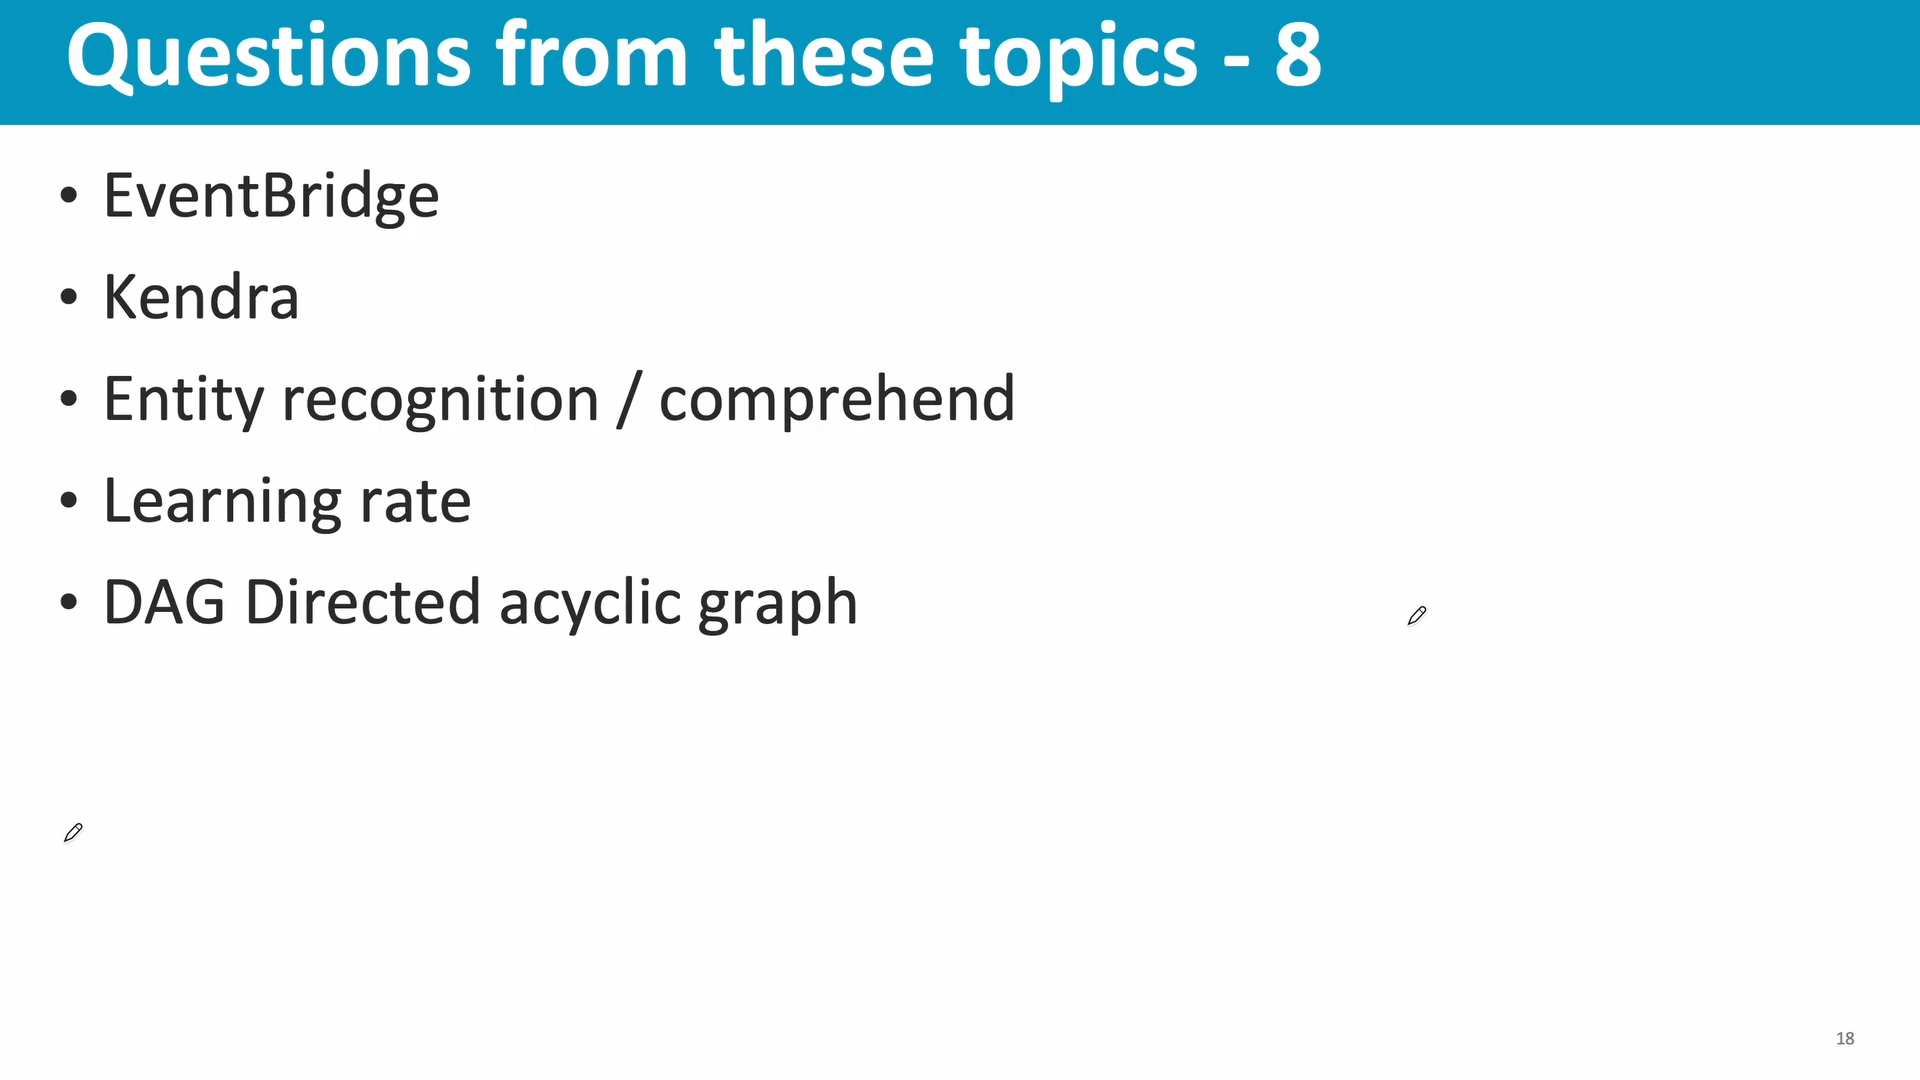 Questions from these topics - 8
• EventBridge
• Kendra
• Entity recognition / comprehend
• Learning rate
• DAG Directed acyclic graph
18